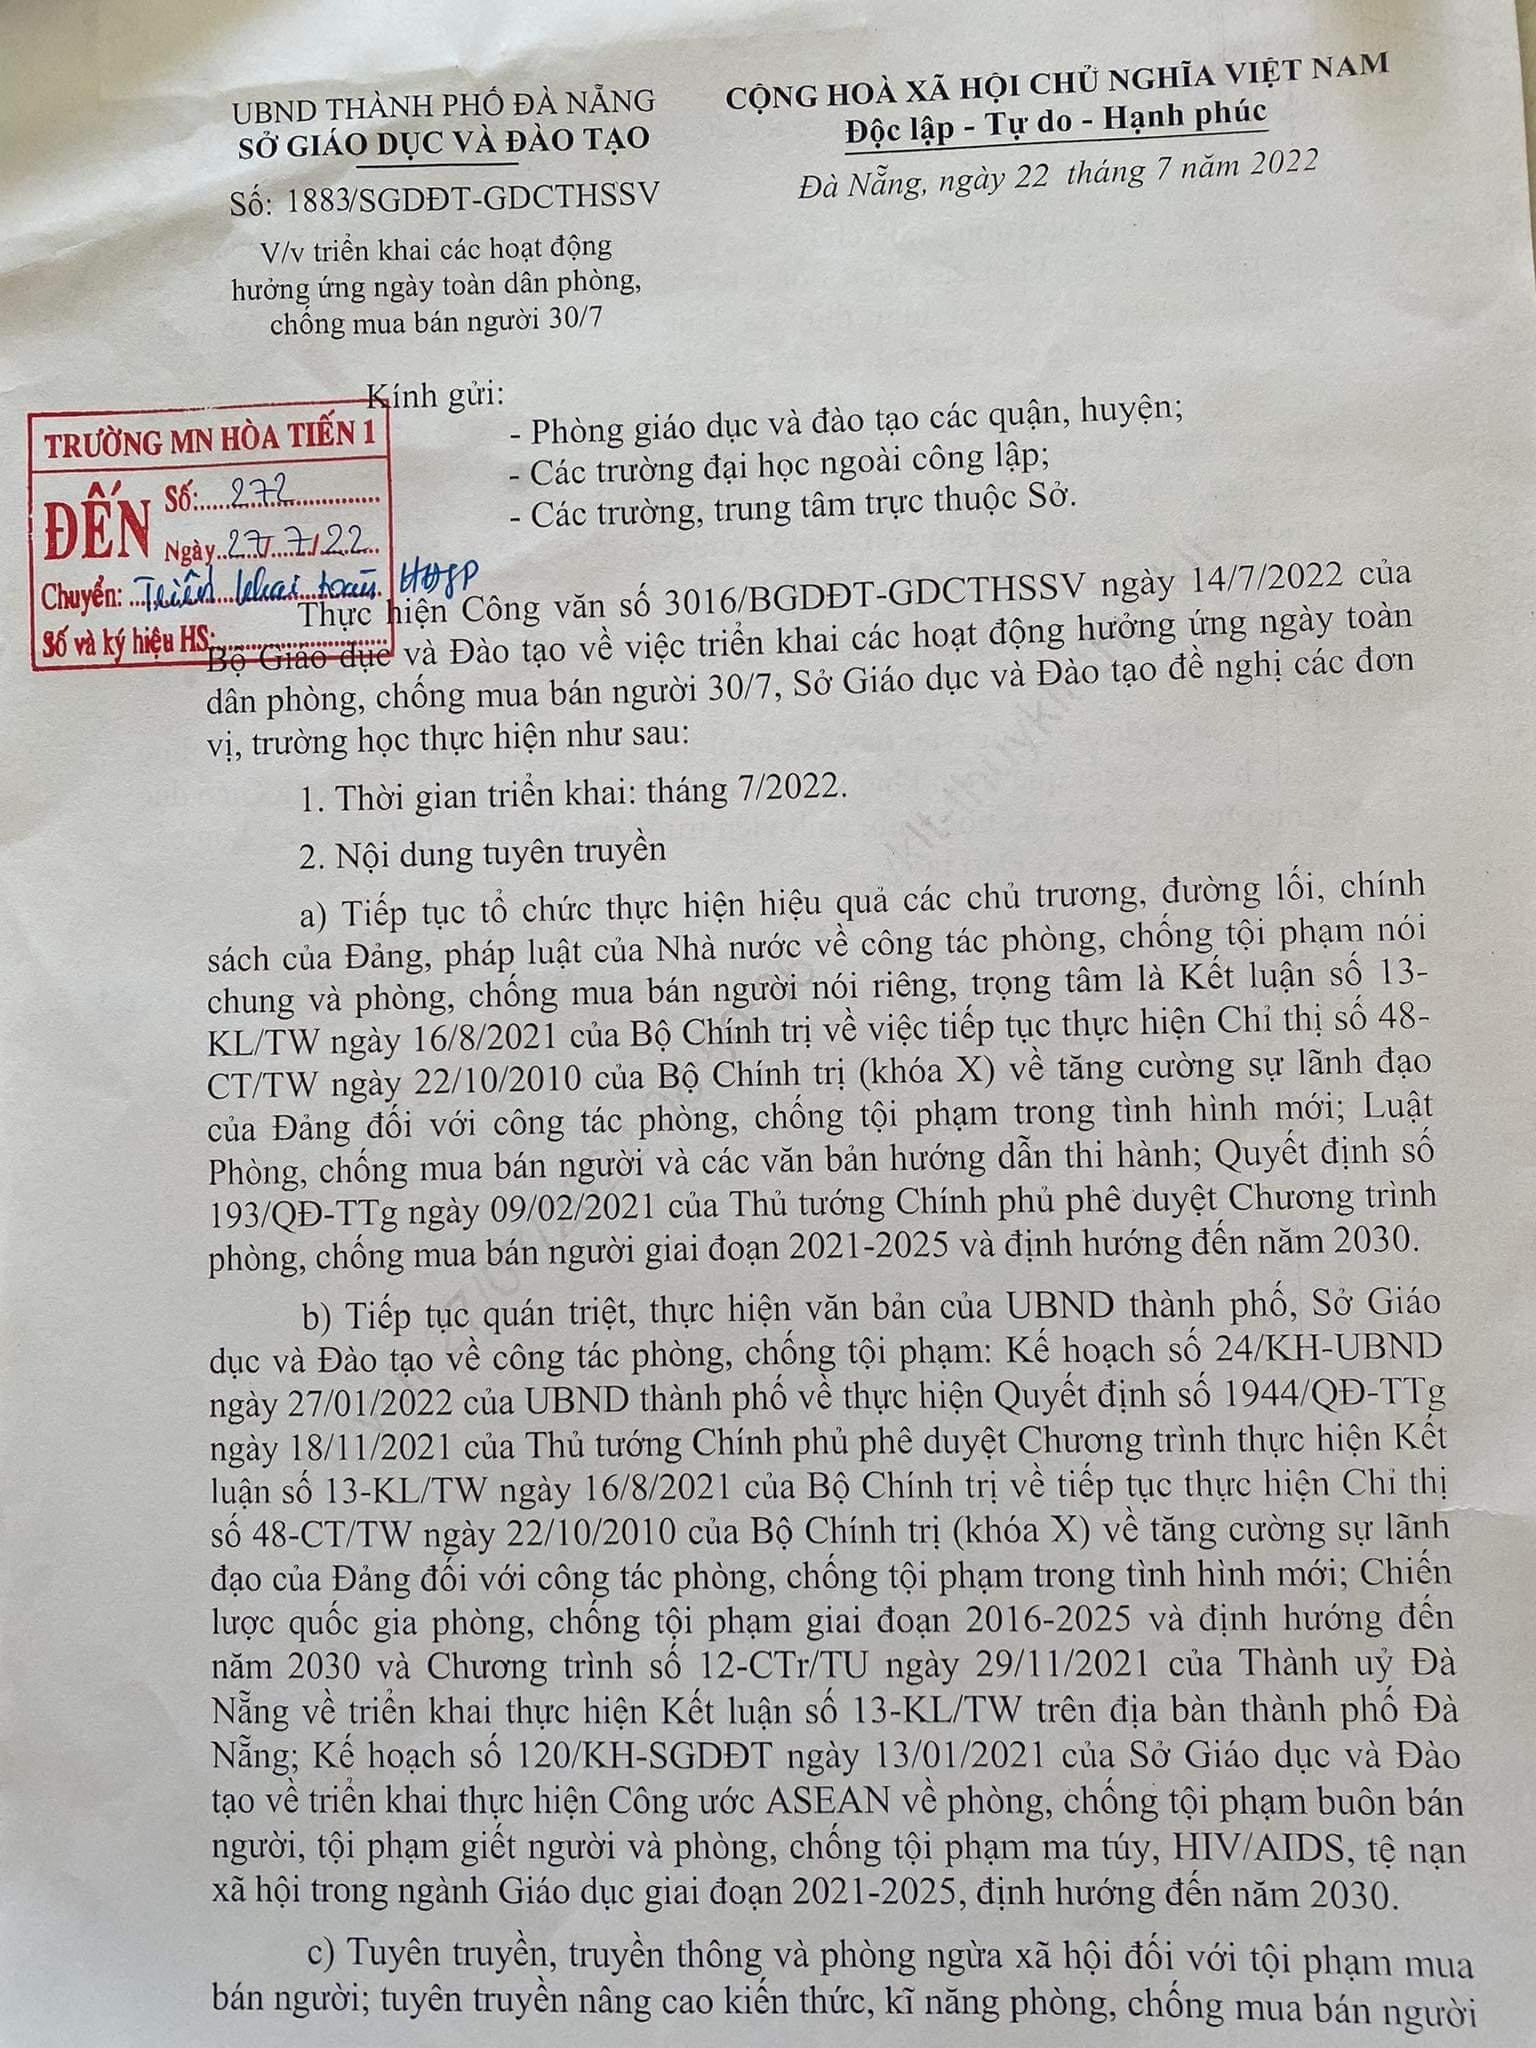 UBND THÀNH PHỐ ĐÀ NẴNG
SỞ GIÁO DỤC VÀ ĐÀO TẠO
Số: 1883/SGDĐT-GDCTHSSV
V/v triển khai các hoạt động
hưởng ứng ngày toàn dân phòng,
chống mua bán người 30/7
CỘNG HOÀ XÃ HỘI CHỦ NGHĨA VIỆT NAM
Độc lập - Tự do - Hạnh phúc
Đà Nẵng, ngày 22 tháng 7 năm 2022
Kính gửi:
- Phòng giáo dục và đào tạo các quận, huyện;
- Các trường đại học ngoài công lập;
- Các trường, trung tâm trực thuộc Sở.
TRƯỜNG MN HÒA TIẾN 1
ĐẾN
Số: 272
Ngày 27/7/22
Chuyển: Triển khai toàn HĐSP
Số và ký hiệu HS:
Thực hiện Công văn số 3016/BGDĐT-GDCTHSSV ngày 14/7/2022 của
Bộ Giáo dục và Đào tạo về việc triển khai các hoạt động hưởng ứng ngày toàn
dân phòng, chống mua bán người 30/7, Sở Giáo dục và Đào tạo đề nghị các đơn
vị, trường học thực hiện như sau:
1. Thời gian triển khai: tháng 7/2022.
2. Nội dung tuyên truyền
a) Tiếp tục tổ chức thực hiện hiệu quả các chủ trương, đường lối, chính
sách của Đảng, pháp luật của Nhà nước về công tác phòng, chống tội phạm nói
chung và phòng, chống mua bán người nói riêng, trọng tâm là Kết luận số 13-
KL/TW ngày 16/8/2021 của Bộ Chính trị về việc tiếp tục thực hiện Chỉ thị số 48-
CT/TW ngày 22/10/2010 của Bộ Chính trị (khóa X) về tăng cường sự lãnh đạo
của Đảng đối với công tác phòng, chống tội phạm trong tình hình mới; Luật
Phòng, chống mua bán người và các văn bản hướng dẫn thi hành; Quyết định số
193/QĐ-TTg ngày 09/02/2021 của Thủ tướng Chính phủ phê duyệt Chương trình
phòng, chống mua bán người giai đoạn 2021-2025 và định hướng đến năm 2030.
b) Tiếp tục quán triệt, thực hiện văn bản của UBND thành phố, Sở Giáo
dục và Đào tạo về công tác phòng, chống tội phạm: Kế hoạch số 24/KH-UBND
ngày 27/01/2022 của UBND thành phố về thực hiện Quyết định số 1944/QĐ-TTg
ngày 18/11/2021 của Thủ tướng Chính phủ phê duyệt Chương trình thực hiện Kết
luận số 13-KL/TW ngày 16/8/2021 của Bộ Chính trị về tiếp tục thực hiện Chỉ thị
số 48-CT/TW ngày 22/10/2010 của Bộ Chính trị (khóa X) về tăng cường sự lãnh
đạo của Đảng đối với công tác phòng, chống tội phạm trong tình hình mới; Chiến
lược quốc gia phòng, chống tội phạm giai đoạn 2016-2025 và định hướng đến
năm 2030 và Chương trình số 12-CTr/TU ngày 29/11/2021 của Thành uỷ Đà
Nẵng về triển khai thực hiện Kết luận số 13-KL/TW trên địa bàn thành phố Đà
Nẵng; Kế hoạch số 120/KH-SGDĐT ngày 13/01/2021 của Sở Giáo dục và Đào
tạo về triển khai thực hiện Công ước ASEAN về phòng, chống tội phạm buôn bán
người, tội phạm giết người và phòng, chống tội phạm ma túy, HIV/AIDS, tệ nạn
xã hội trong ngành Giáo dục giai đoạn 2021-2025, định hướng đến năm 2030.
c) Tuyên truyền, truyền thông và phòng ngừa xã hội đối với tội phạm mua
bán người; tuyên truyền nâng cao kiến thức, kĩ năng phòng, chống mua bán người